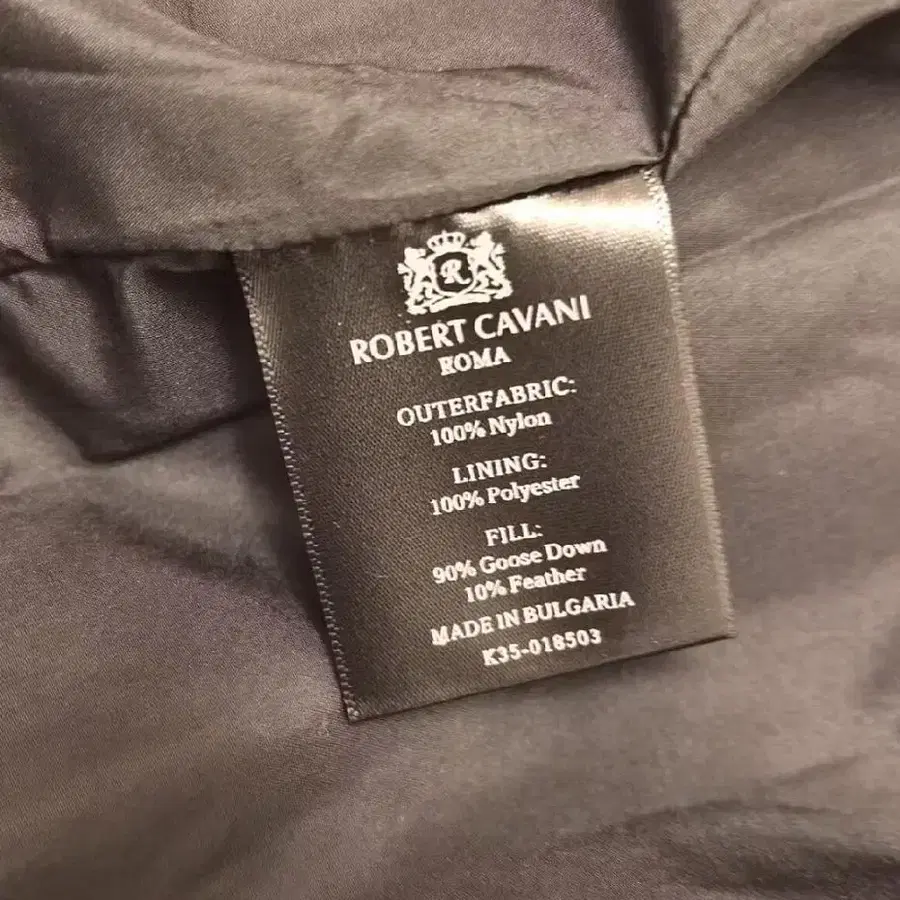 R
ROBERT CAVANI
ROMA
OUTERFABRIC:
100% Nylon
LINING:
100% Polyester
FILL:
90% Goose Down
10% Feather
MADE IN BULGARIA
K35-018503